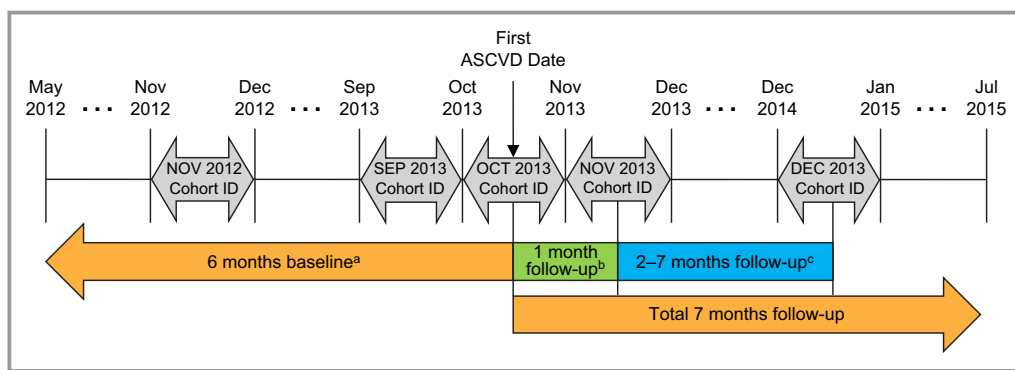 First
ASCVD Date
May
2012
Nov
2012
Dec
2012
Sep
2013
Oct
2013
Nov
2013
Dec
2013
Dec
2014
Jan
2015
Jul
2015
NOV 2012
Cohort ID
SEP 2013
Cohort ID
OCT 2013
Cohort ID
NOV 2013
Cohort ID
DEC 2013
Cohort ID
6 months baselineᵃ
1 month
follow-upᵇ
2–7 months follow-upᶜ
Total 7 months follow-up